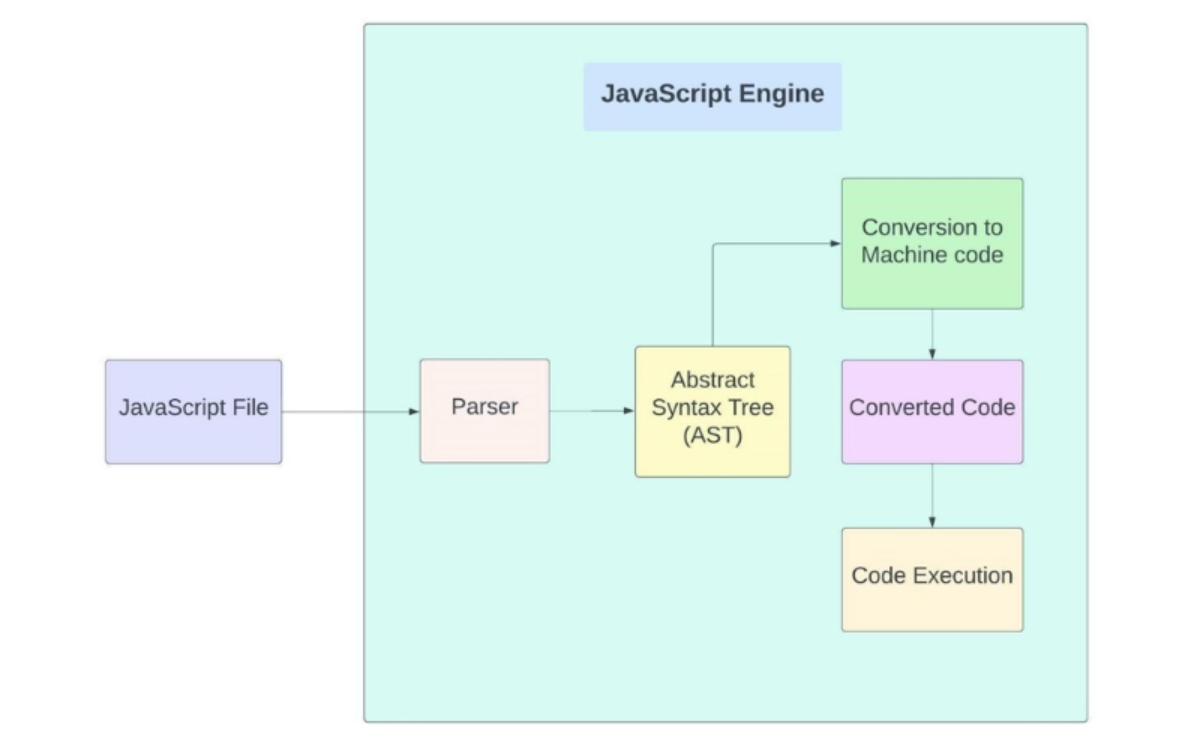 JavaScript Engine
JavaScript File
Parser
Abstract
Syntax Tree
(AST)
Conversion to
Machine code
Converted Code
Code Execution